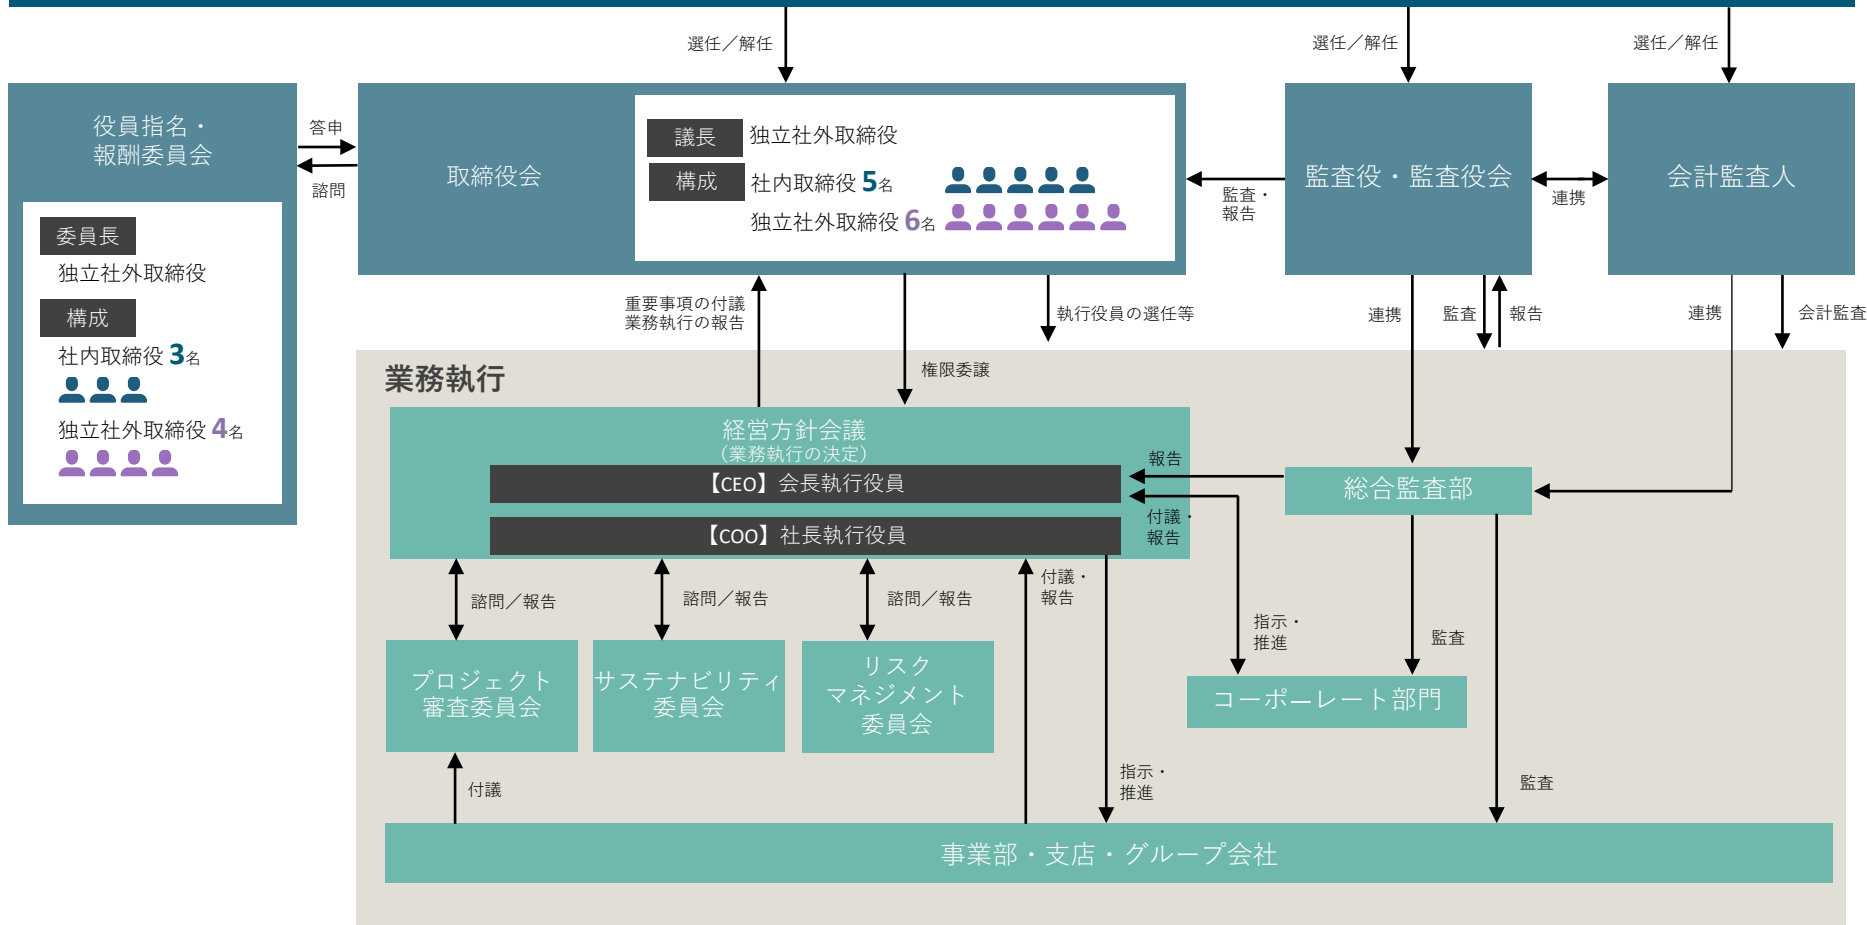 選任／解任
選任／解任
選任／解任
役員指名・
報酬委員会
答申
諮問
委員長
独立社外取締役
構成
社内取締役 3名
独立社外取締役 4名
取締役会
議長
独立社外取締役
構成
社内取締役 5名
独立社外取締役 6名
監査・
報告
監査役・監査役会
連携
会計監査人
重要事項の付議
業務執行の報告
権限委譲
執行役員の選任等
連携
監査
報告
連携
会計監査
業務執行
経営方針会議
（業務執行の決定）
【CEO】会長執行役員
【COO】社長執行役員
報告
付議・
報告
総合監査部
諮問／報告
諮問／報告
諮問／報告
付議・
報告
指示・
推進
監査
プロジェクト
審査委員会
サステナビリティ
委員会
リスク
マネジメント
委員会
コーポレート部門
付議
指示・
推進
監査
事業部・支店・グループ会社